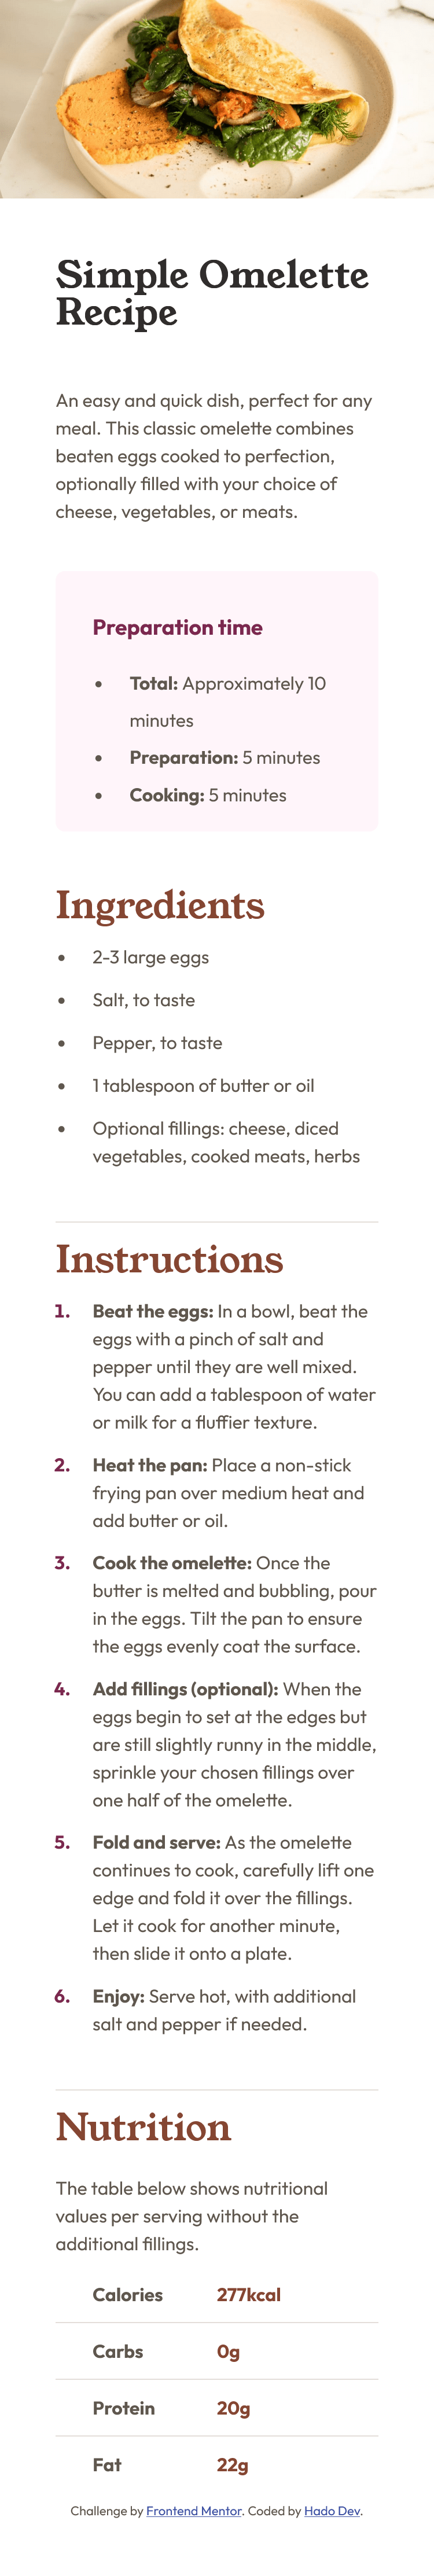 Simple Omelette
Recipe
An easy and quick dish, perfect for any
meal. This classic omelette combines
beaten eggs cooked to perfection,
optionally filled with your choice of
cheese, vegetables, or meats.
Preparation time
• Total: Approximately 10
minutes
• Preparation: 5 minutes
• Cooking: 5 minutes
Ingredients
• 2-3 large eggs
• Salt, to taste
• Pepper, to taste
• 1 tablespoon of butter or oil
• Optional fillings: cheese, diced
vegetables, cooked meats, herbs
Instructions
1. Beat the eggs: In a bowl, beat the
eggs with a pinch of salt and
pepper until they are well mixed.
You can add a tablespoon of water
or milk for a fluffier texture.
2. Heat the pan: Place a non-stick
frying pan over medium heat and
add butter or oil.
3. Cook the omelette: Once the
butter is melted and bubbling, pour
in the eggs. Tilt the pan to ensure
the eggs evenly coat the surface.
4. Add fillings (optional): When the
eggs begin to set at the edges but
are still slightly runny in the middle,
sprinkle your chosen fillings over
one half of the omelette.
5. Fold and serve: As the omelette
continues to cook, carefully lift one
edge and fold it over the fillings.
Let it cook for another minute,
then slide it onto a plate.
6. Enjoy: Serve hot, with additional
salt and pepper if needed.
Nutrition
The table below shows nutritional
values per serving without the
additional fillings.
Calories 277kcal
Carbs 0g
Protein 20g
Fat 22g
Challenge by Frontend Mentor. Coded by Hado Dev.